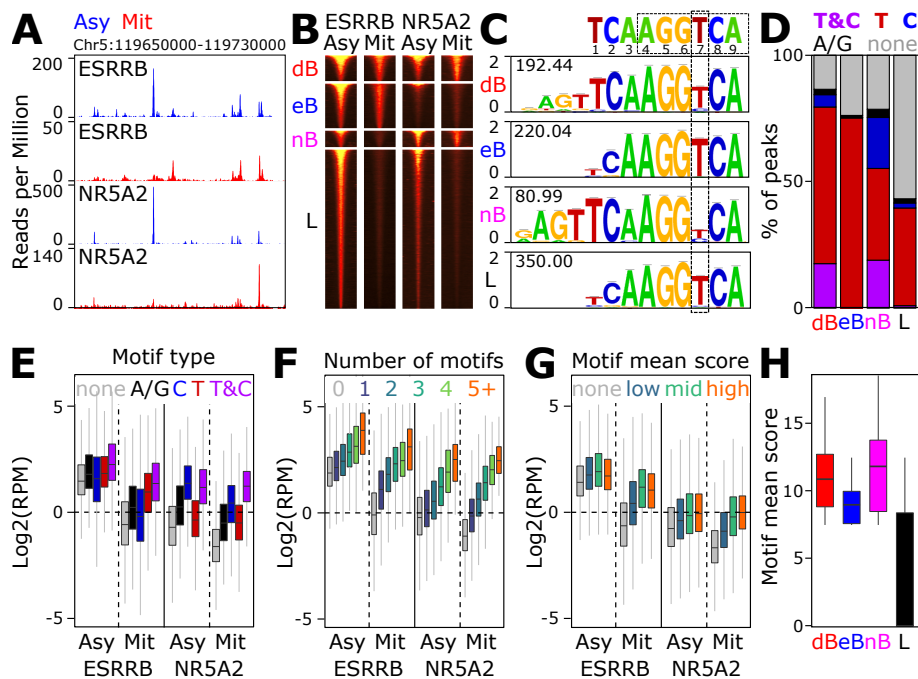 A
Asy Mit
Chr5:119650000-119730000
Reads per Million
200
ESRRB
0
50
ESRRB
0
500
NR5A2
0
140
NR5A2
0
B
ESRRB NR5A2
Asy Mit Asy Mit
dB
eB
nB
L
C
TCAAGGTCA
1 2 3 4 5 6 7 8 9
dB
2
192.44
0
AGTTCAAGGTCA
eB
2
220.04
0
TCAAGGTCA
nB
2
80.99
0
GAGTTCAAGGTCA
L
2
350.00
0
TCAAGGTCA
D
T&C T C
A/G none
% of peaks
100
50
0
dB eB nB L
E
Motif type
none A/G C T T&C
Log2(RPM)
5
0
-5
Asy Mit Asy Mit
ESRRB NR5A2
F
Number of motifs
0 1 2 3 4 5+
Log2(RPM)
5
0
-5
Asy Mit Asy Mit
ESRRB NR5A2
G
Motif mean score
none low mid high
Log2(RPM)
5
0
-5
Asy Mit Asy Mit
ESRRB NR5A2
H
Motif mean score
15
10
5
0
dB eB nB L